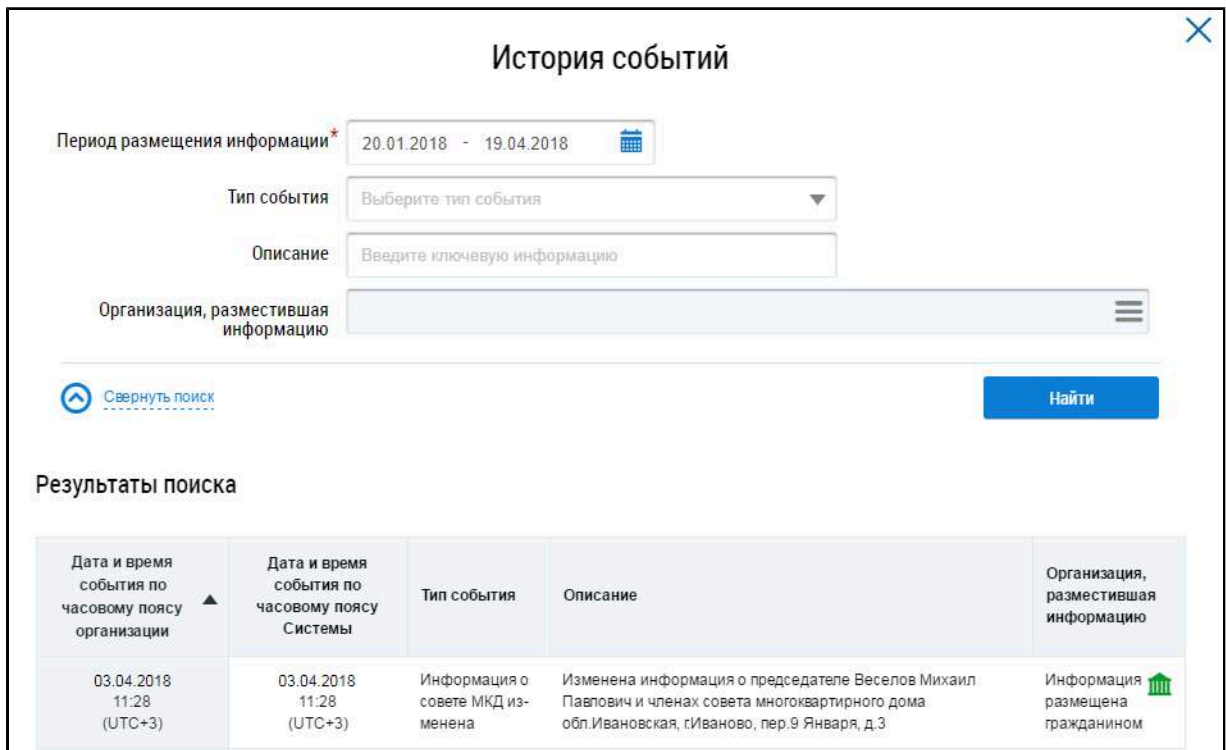 История событий
Период размещения информации*
20.01.2018 - 19.04.2018
Тип события
Выберите тип события
Описание
Введите ключевую информацию
Организация, разместившая
информацию
Свернуть поиск
Найти
Результаты поиска
Дата и время
события по
часовому поясу
организации
Дата и время
события по
часовому поясу
Системы
Тип события
Описание
Организация,
разместившая
информацию
03.04.2018
11:28
(UTC+3)
03.04.2018
11:28
(UTC+3)
Информация о
совете МКД из-
менена
Изменена информация о председателе Веселов Михаил
Павлович и членах совета многоквартирного дома
обл.Ивановская, г.Иваново, пер.9 Января, д.3
Информация
размещена
гражданином